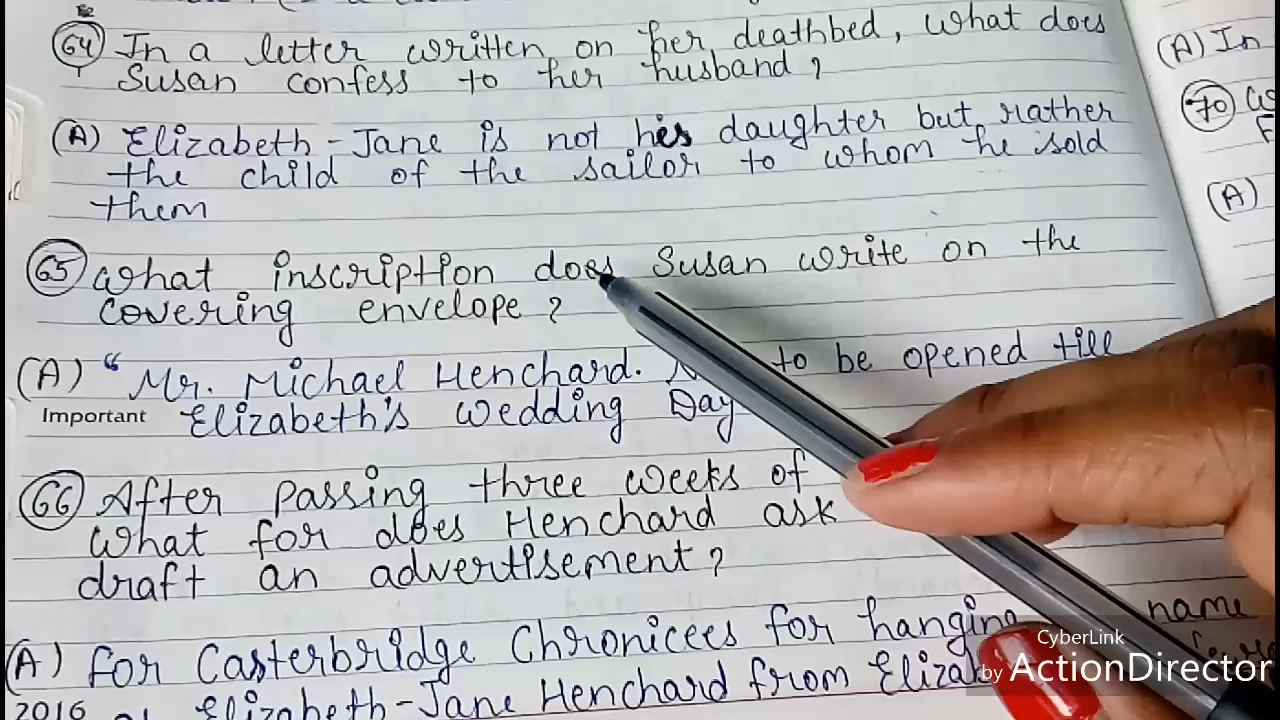 64 In a letter written on her deathbed, what does
Susan confess to her husband?
(A) Elizabeth-Jane is not his daughter but rather
the child of the sailor to whom he sold
them
65 What inscription does Susan write on the
covering envelope?
(A) "Mr. Michael Henchard. to be opened till
Important Elizabeth's wedding Day
66 After passing three weeks of
what for does Henchard ask
draft an advertisement?
(A) for Casterbridge Chronicees for hanging name
Elizabeth-Jane Henchard from
2016
(A) In
70
(A)
CyberLink
by ActionDirector